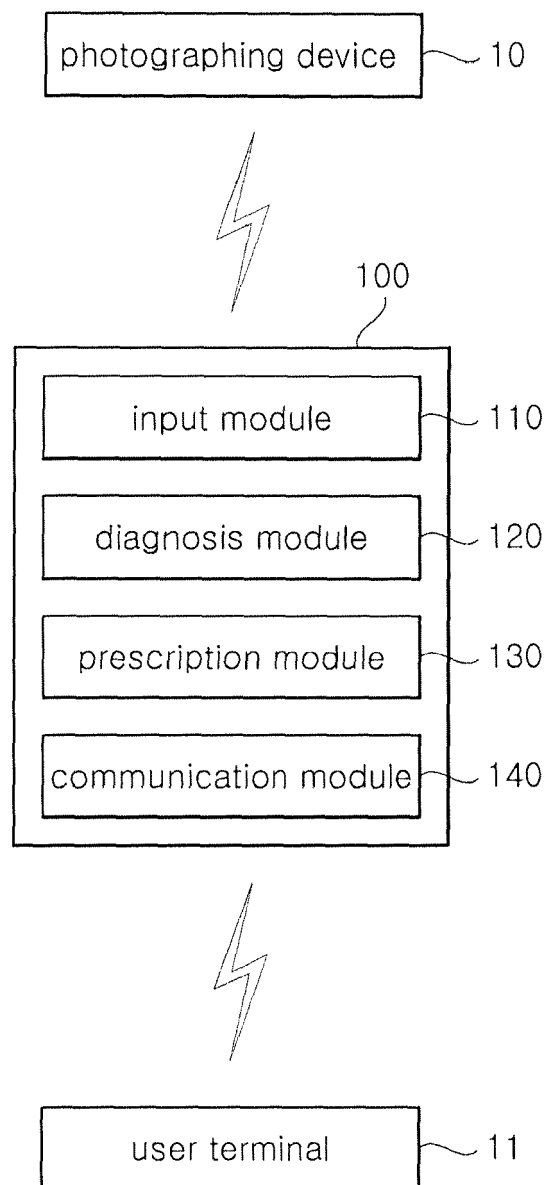 photographing device 10
100
input module 110
diagnosis module 120
prescription module 130
communication module 140
user terminal 11